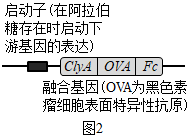 启动子(在阿拉伯
糖存在时启动下
游基因的表达)
ClyA OVA Fc
融合基因(OVA为黑色素
瘤细胞表面特异性抗原)
图2